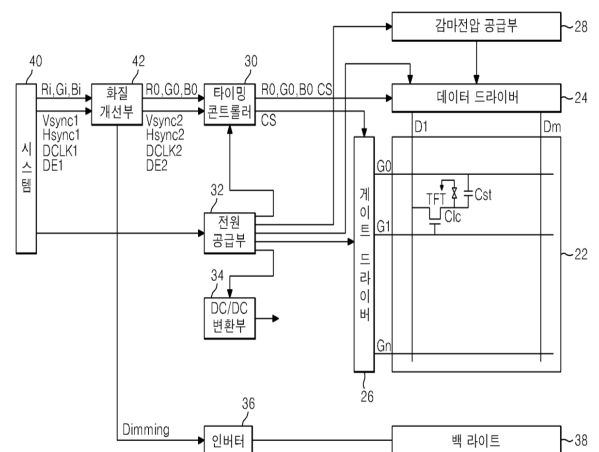 감마전압 공급부
28
40
42
30
Ri,Gi,Bi
화질
개선부
R0,G0,B0
타이밍
콘트롤러
R0,G0,B0 CS
데이터 드라이버
24
Vsync1
Hsync1
DCLK1
DE1
Vsync2
Hsync2
DCLK2
DE2
CS
D1
Dm
시스템
32
전원
공급부
게이트 드라이버
G0
TFT
Cst
Clc
G1
22
34
DC/DC
변환부
Gn
26
36
Dimming
인버터
백 라이트
38